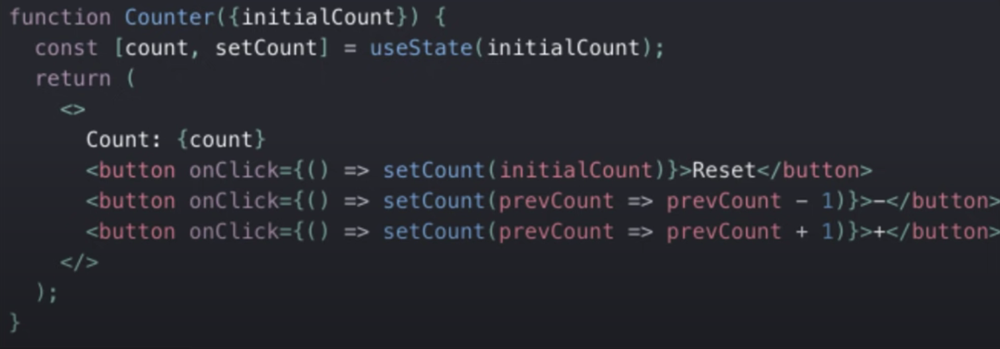 function Counter({initialCount}) {
  const [count, setCount] = useState(initialCount);
  return (
    <>
      Count: {count}
      <button onClick={() => setCount(initialCount)}>Reset</button>
      <button onClick={() => setCount(prevCount => prevCount - 1)}>-</button>
      <button onClick={() => setCount(prevCount => prevCount + 1)}>+</button>
    </>
  );
}